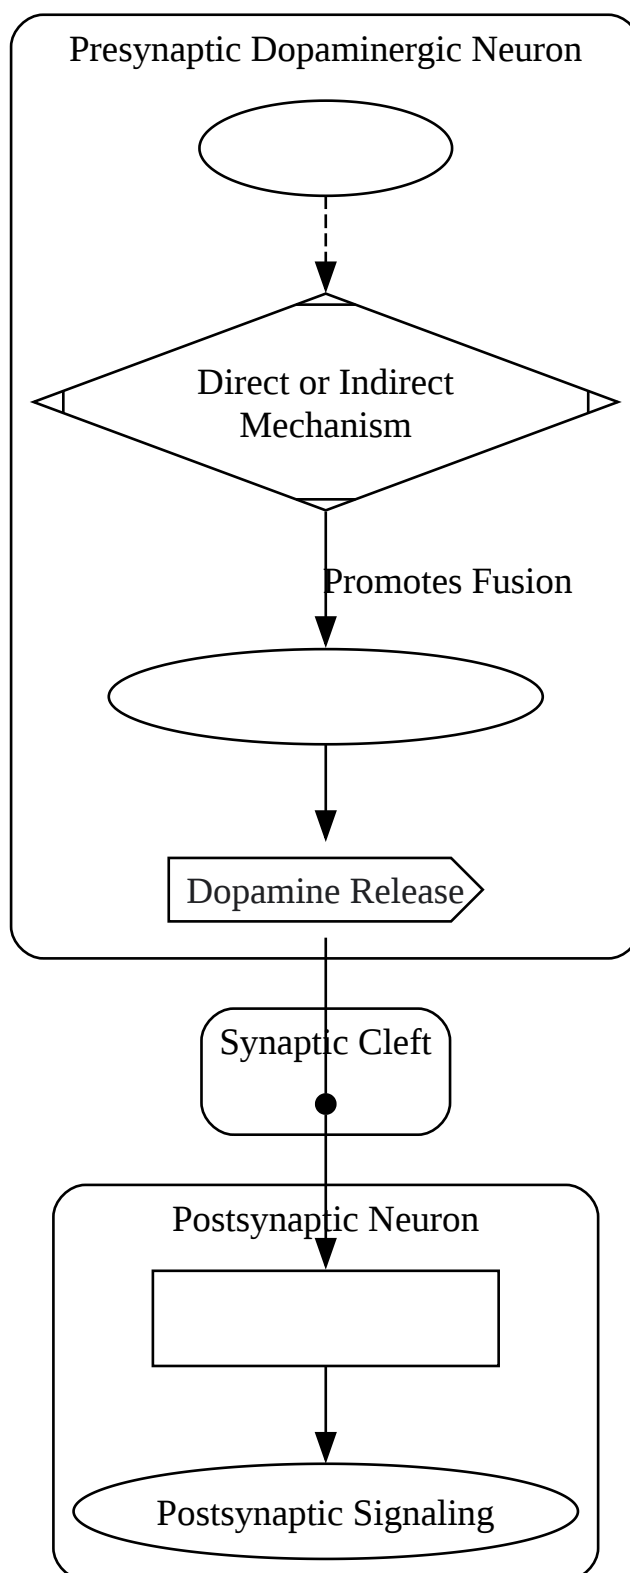 Presynaptic Dopaminergic Neuron
Direct or Indirect
Mechanism
Promotes Fusion
Dopamine Release
Synaptic Cleft
Postsynaptic Neuron
Postsynaptic Signaling